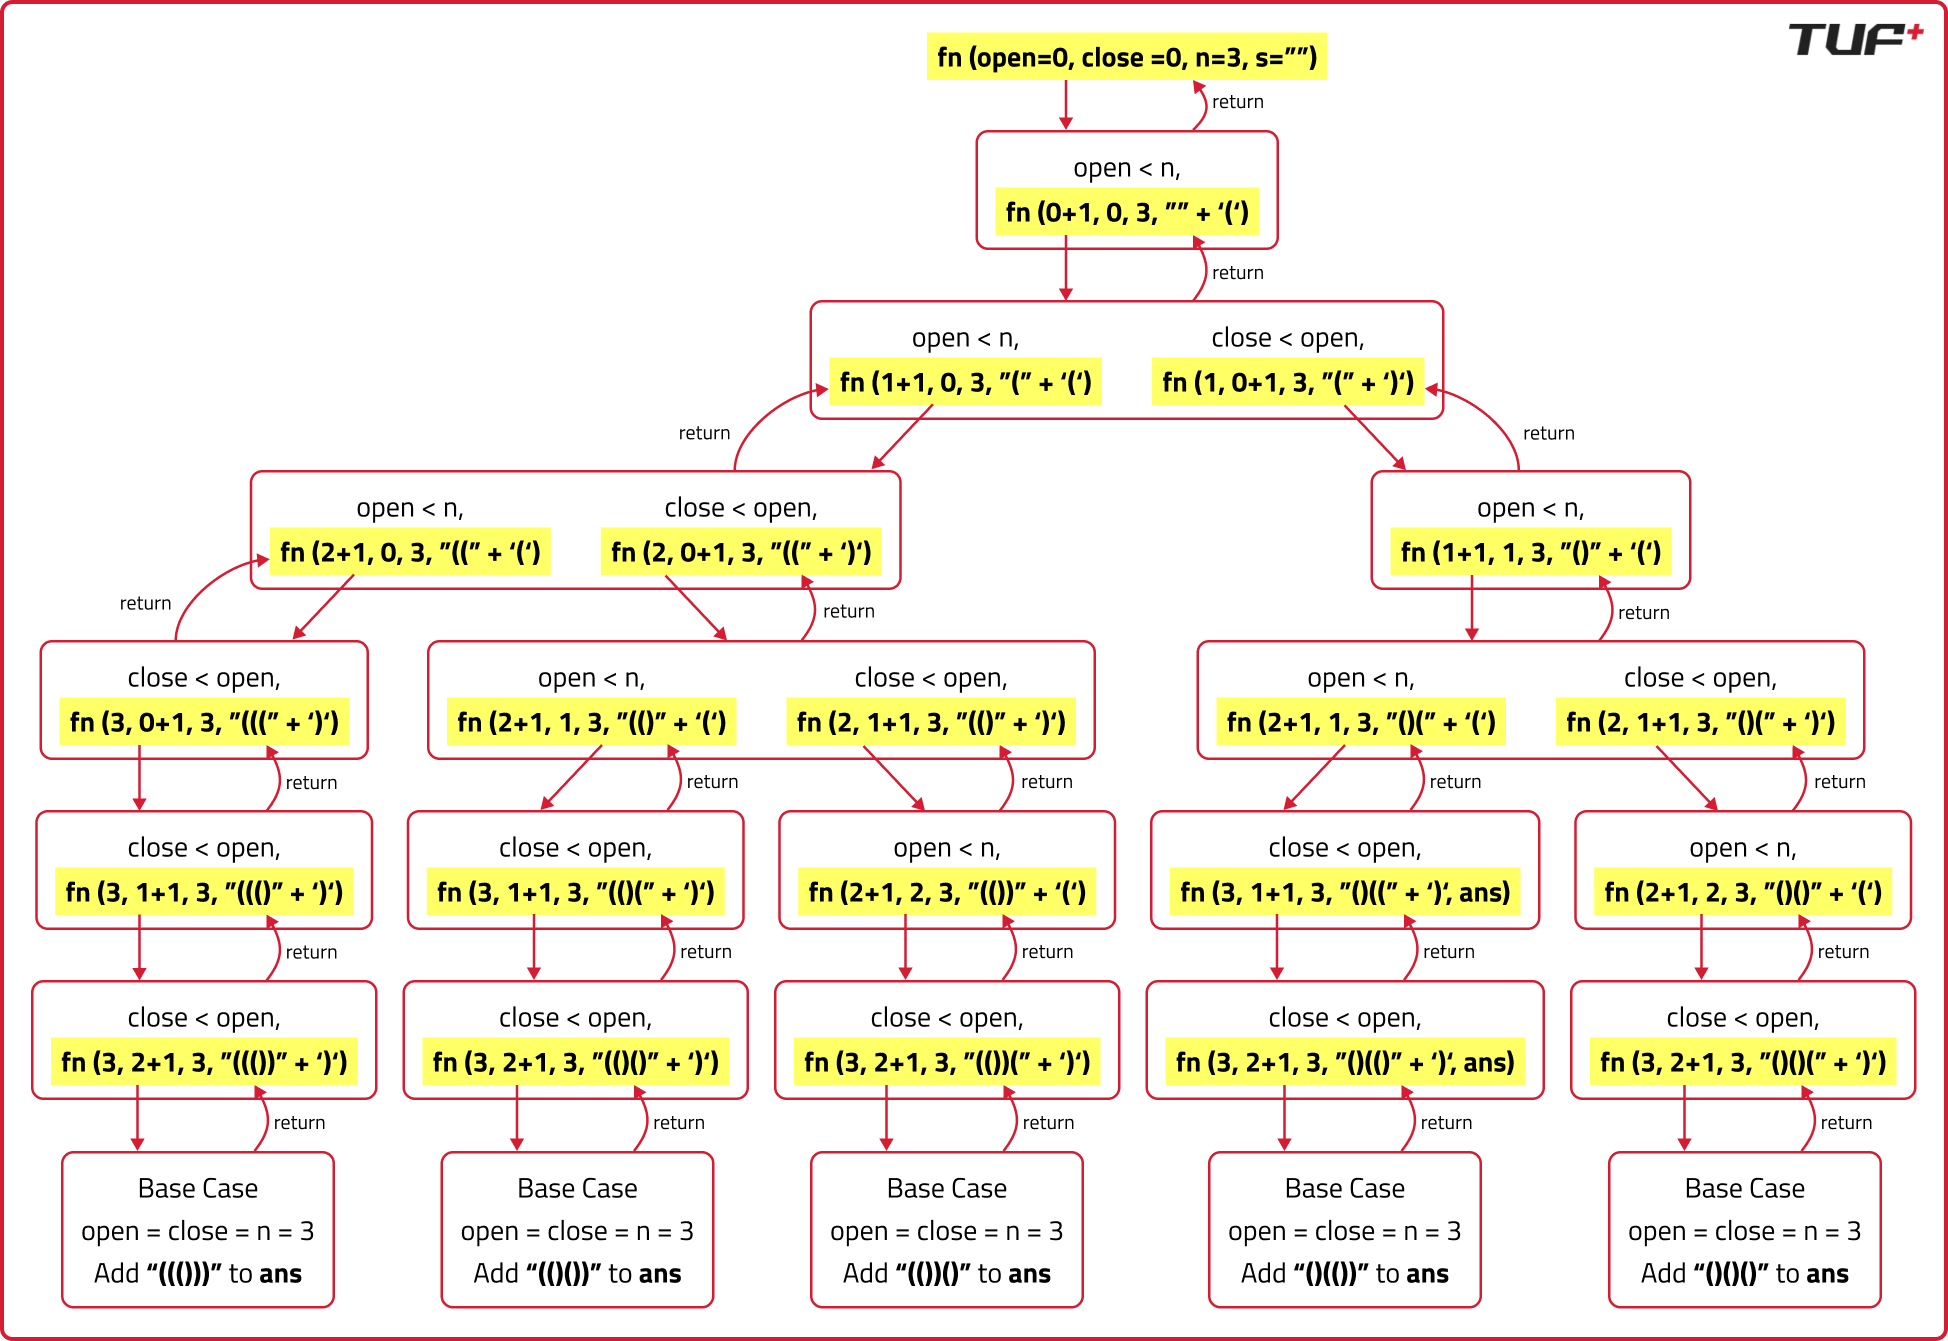 TUF+
fn (open=0, close =0, n=3, s=””)
return
open < n,
fn (0+1, 0, 3, ”” + ‘(‘)
return
open < n, close < open,
fn (1+1, 0, 3, ”(” + ‘(‘) fn (1, 0+1, 3, ”(” + ‘)‘)
return return
open < n, close < open, open < n,
fn (2+1, 0, 3, ”((” + ‘(‘) fn (2, 0+1, 3, ”((” + ‘)‘) fn (1+1, 1, 3, ”()” + ‘(‘)
return return return
close < open, open < n, close < open, open < n, close < open,
fn (3, 0+1, 3, ”(((” + ‘)‘) fn (2+1, 1, 3, ”(()” + ‘(‘) fn (2, 1+1, 3, ”(()” + ‘)‘) fn (2+1, 1, 3, ”()(” + ‘(‘) fn (2, 1+1, 3, ”()(” + ‘)‘)
return return return return return
close < open, close < open, open < n, close < open, open < n,
fn (3, 1+1, 3, ”((()” + ‘)‘) fn (3, 1+1, 3, ”(()(” + ‘)‘) fn (2+1, 2, 3, ”(())” + ‘(‘) fn (3, 1+1, 3, ”()((” + ‘)‘, ans) fn (2+1, 2, 3, ”()()” + ‘(‘)
return return return return return
close < open, close < open, close < open, close < open, close < open,
fn (3, 2+1, 3, ”((())” + ‘)‘) fn (3, 2+1, 3, ”(()()” + ‘)‘) fn (3, 2+1, 3, ”(())(” + ‘)‘) fn (3, 2+1, 3, ”()(()” + ‘)‘, ans) fn (3, 2+1, 3, ”()()(” + ‘)‘)
return return return return return
Base Case Base Case Base Case Base Case Base Case
open = close = n = 3 open = close = n = 3 open = close = n = 3 open = close = n = 3 open = close = n = 3
Add “((()))” to ans Add “(()())” to ans Add “(())()” to ans Add “()(())” to ans Add “()()()” to ans